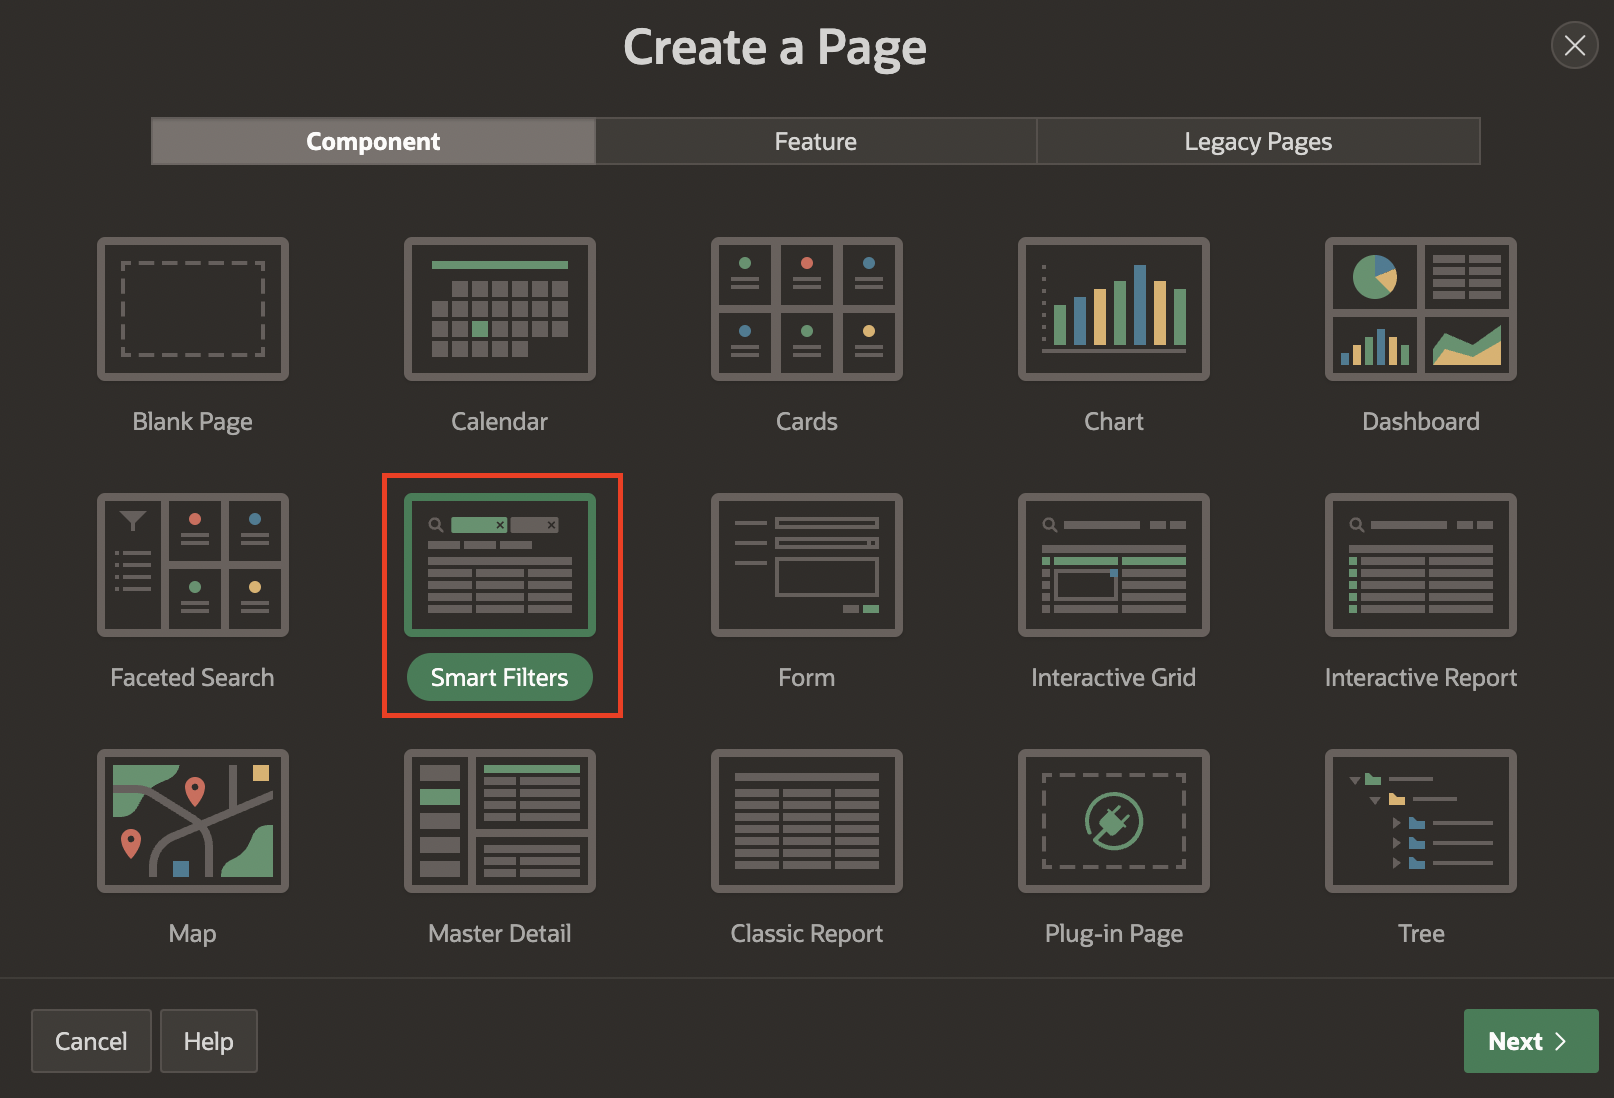 Create a Page
Component
Feature
Legacy Pages
Blank Page
Calendar
Cards
Chart
Dashboard
Faceted Search
Smart Filters
Form
Interactive Grid
Interactive Report
Map
Master Detail
Classic Report
Plug-in Page
Tree
Cancel
Help
Next